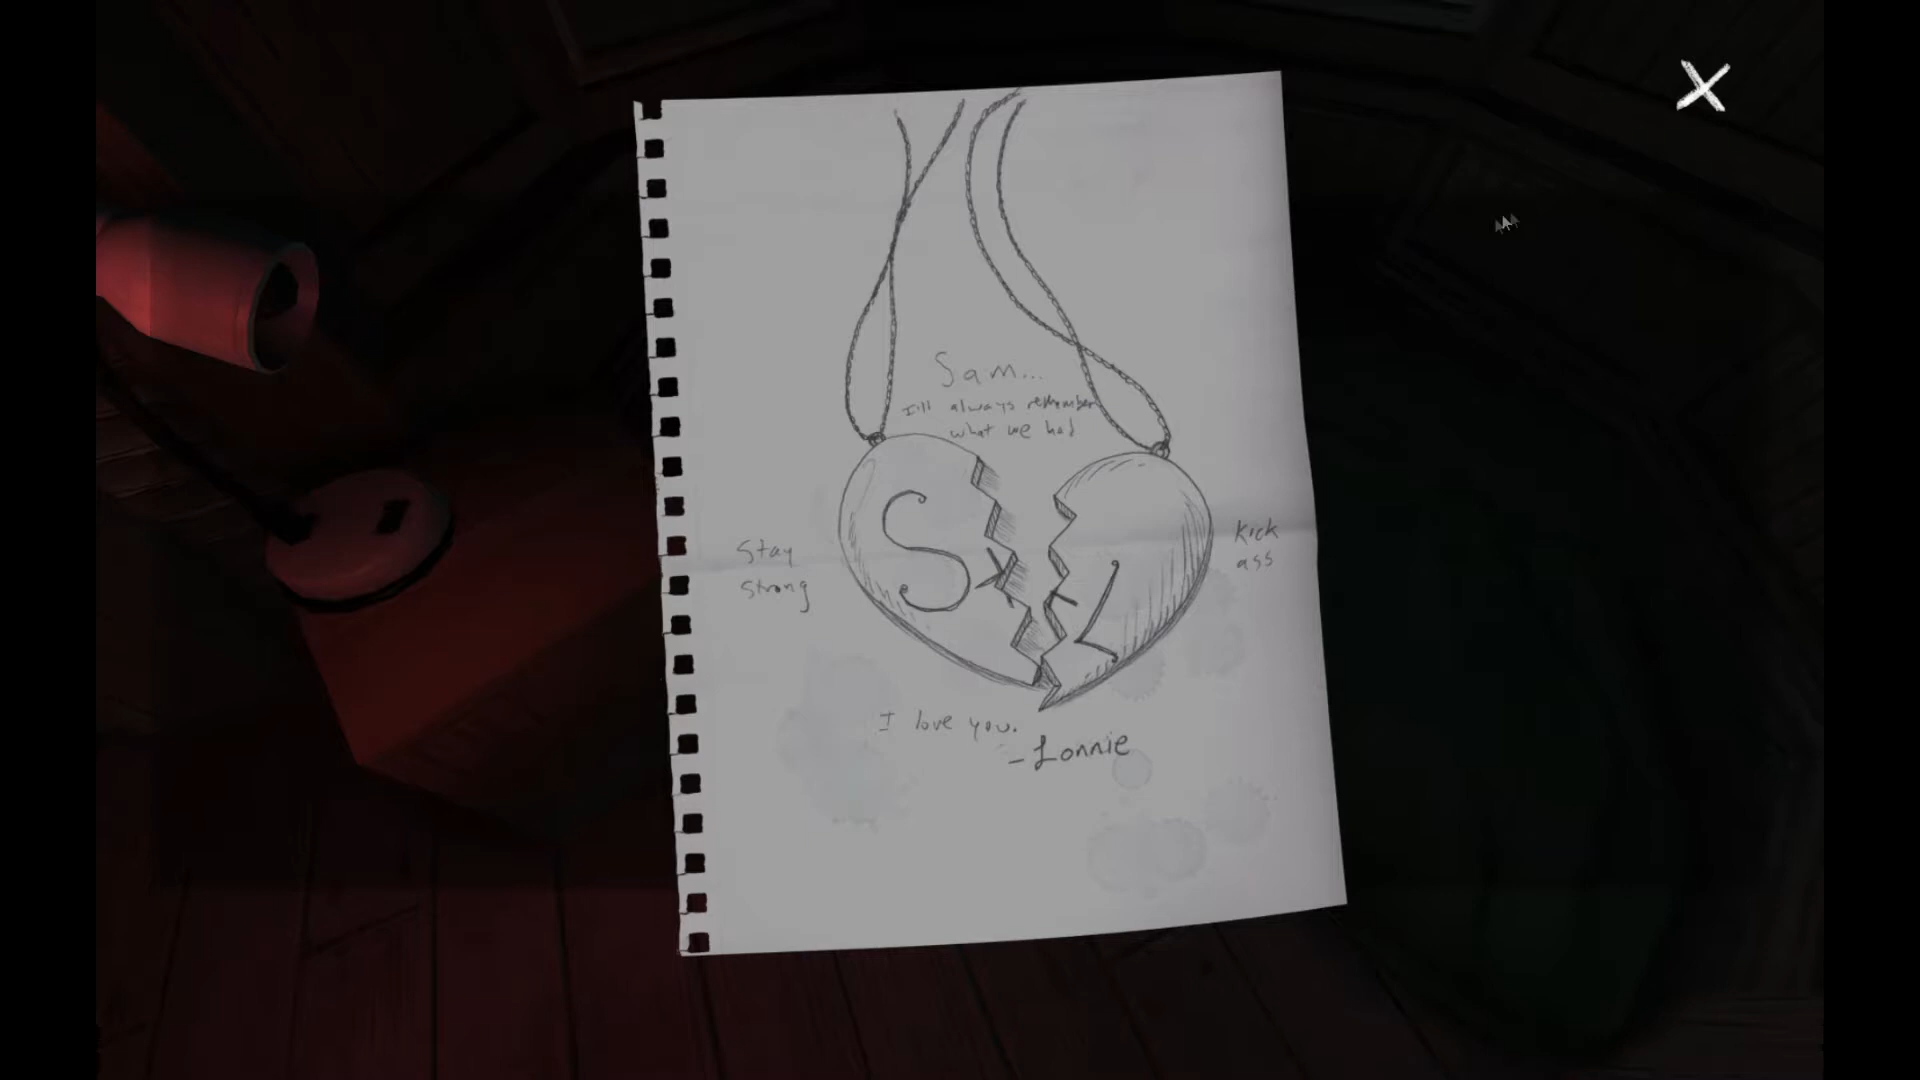 Sam...
I'll always remember
what we had
S + L
Stay
strong
Kick
ass
I love you.
-Lonnie